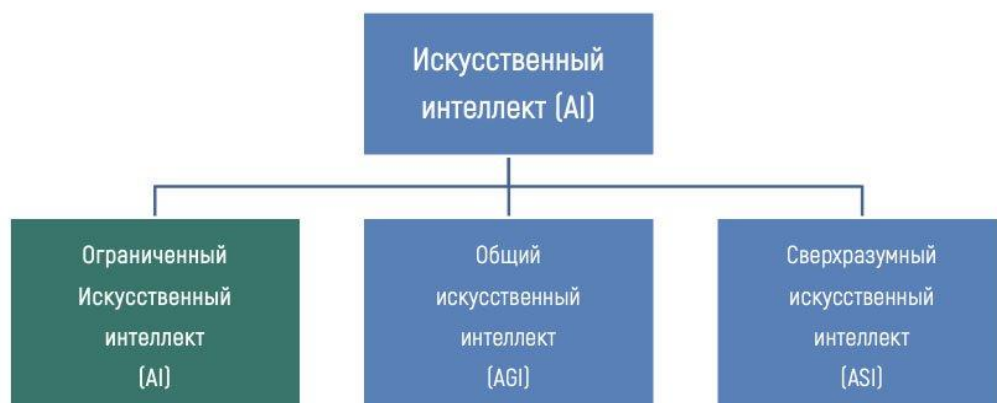 Искусственный
интеллект (AI)
Ограниченный
Искусственный
интеллект
(AI)
Общий
искусственный
интеллект
(AGI)
Сверхразумный
искусственный
интеллект
(ASI)